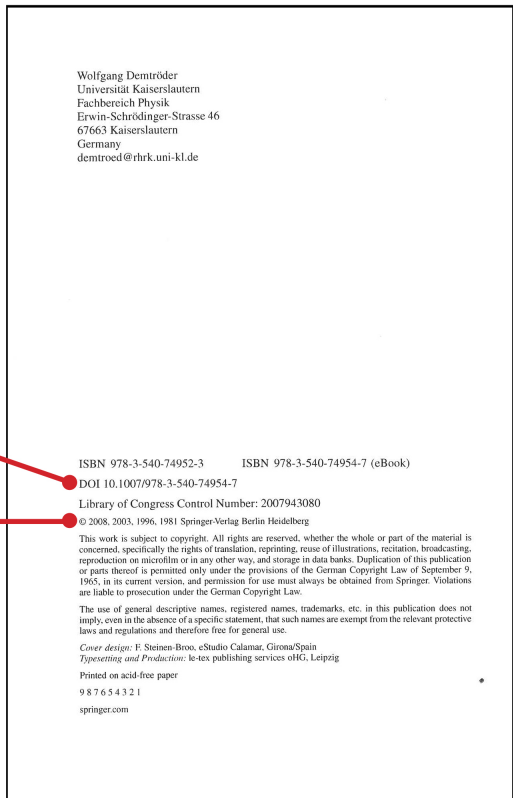 Wolfgang Demtröder
Universität Kaiserslautern
Fachbereich Physik
Erwin-Schrödinger-Strasse 46
67663 Kaiserslautern
Germany
demtroed@rhrk.uni-kl.de
ISBN 978-3-540-74952-3 ISBN 978-3-540-74954-7 (eBook)
DOI 10.1007/978-3-540-74954-7
Library of Congress Control Number: 2007943080
© 2008, 2003, 1996, 1981 Springer-Verlag Berlin Heidelberg
This work is subject to copyright. All rights are reserved, whether the whole or part of the material is
concerned, specifically the rights of translation, reprinting, reuse of illustrations, recitation, broadcasting,
reproduction on microfilm or in any other way, and storage in data banks. Duplication of this publication
or parts thereof is permitted only under the provisions of the German Copyright Law of September 9,
1965, in its current version, and permission for use must always be obtained from Springer. Violations
are liable to prosecution under the German Copyright Law.
The use of general descriptive names, registered names, trademarks, etc. in this publication does not
imply, even in the absence of a specific statement, that such names are exempt from the relevant protective
laws and regulations and therefore free for general use.
Cover design: F. Steinen-Broo, eStudio Calamar, Girona/Spain
Typesetting and Production: le-tex publishing services oHG, Leipzig
Printed on acid-free paper
9 8 7 6 5 4 3 2 1
springer.com